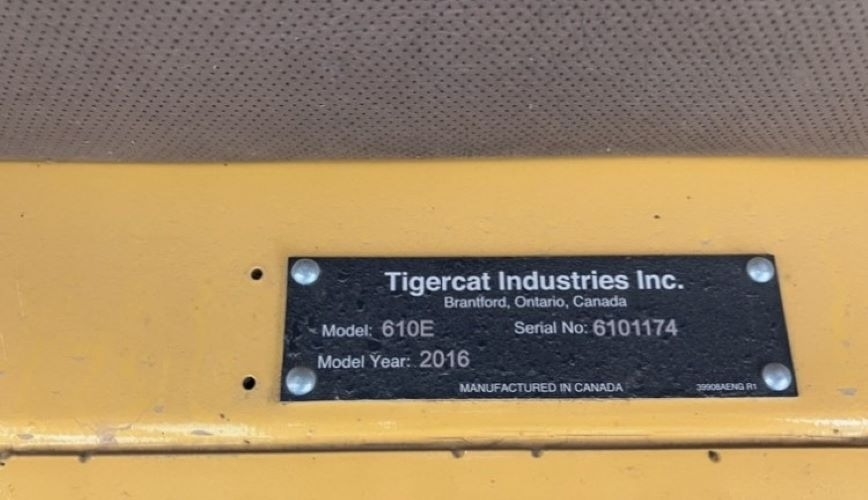 Tigercat Industries Inc.
Brantford, Ontario, Canada
Model: 610E Serial No: 6101174
Model Year: 2016
MANUFACTURED IN CANADA 39908AENG R1